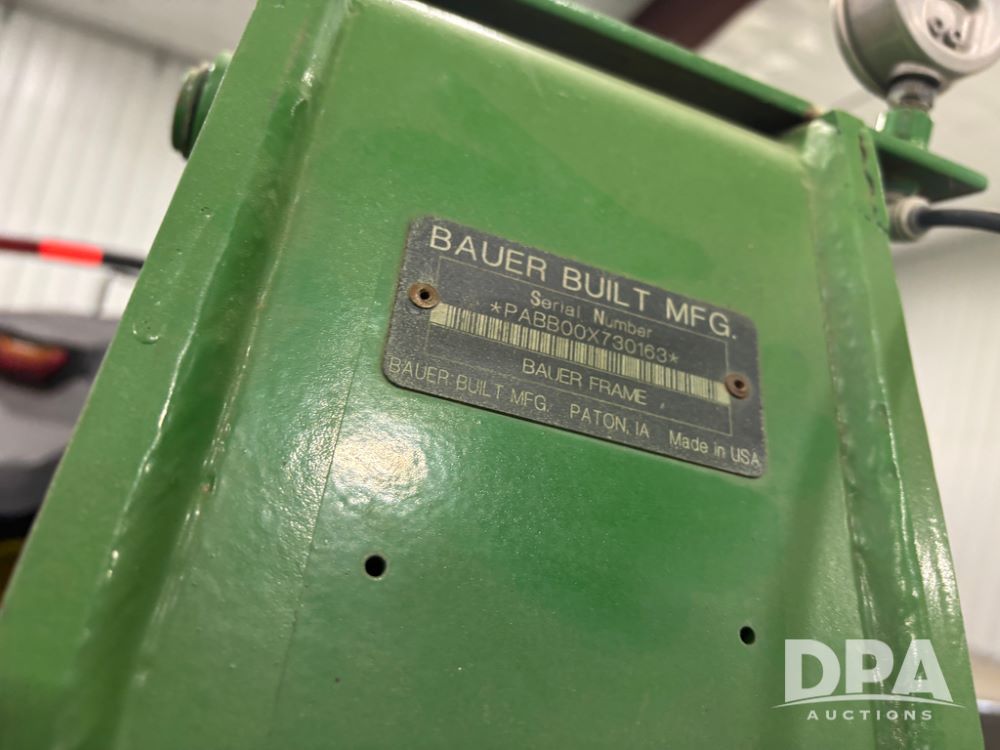 BAUER BUILT MFG.
Serial Number
*PABB00X730163*
BAUER FRAME
BAUER BUILT MFG. PATON, IA Made in USA
DPA
AUCTIONS